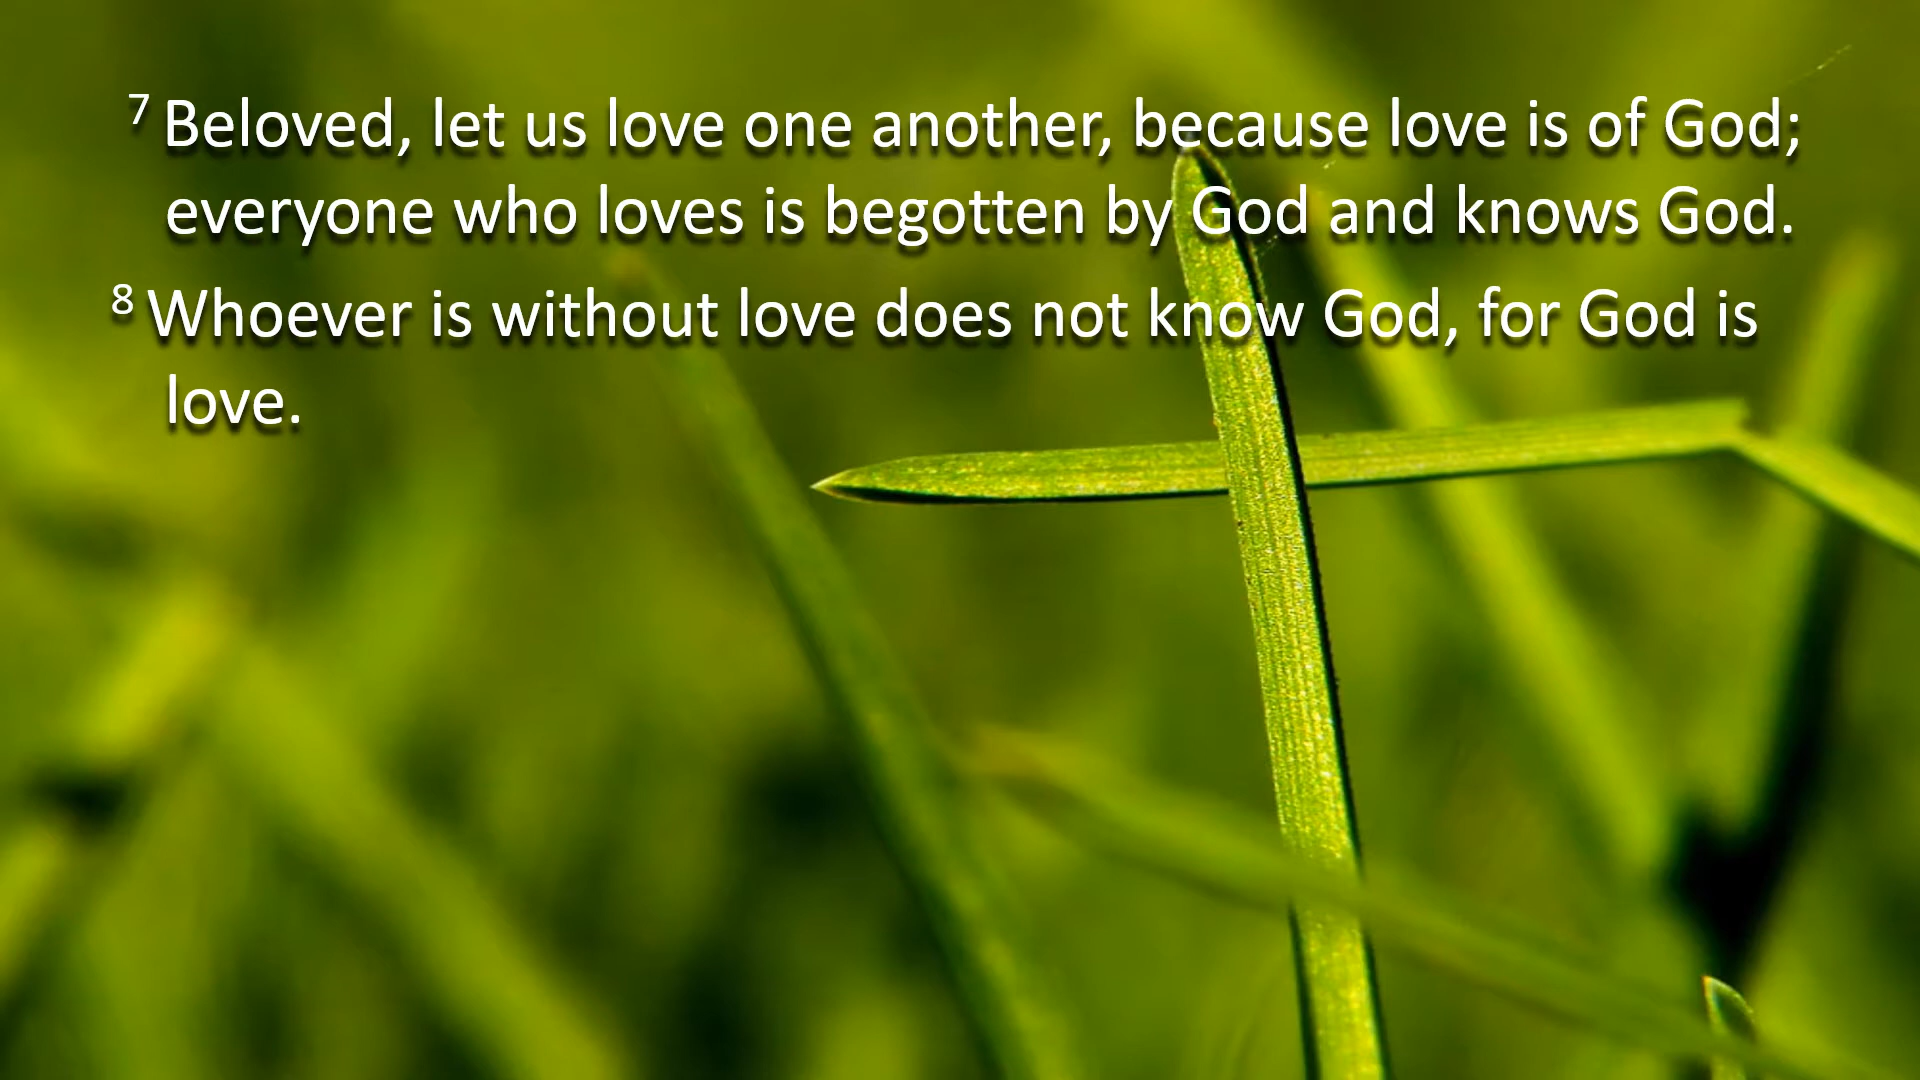 7 Beloved, let us love one another, because love is of God;
everyone who loves is begotten by God and knows God.
8 Whoever is without love does not know God, for God is
love.